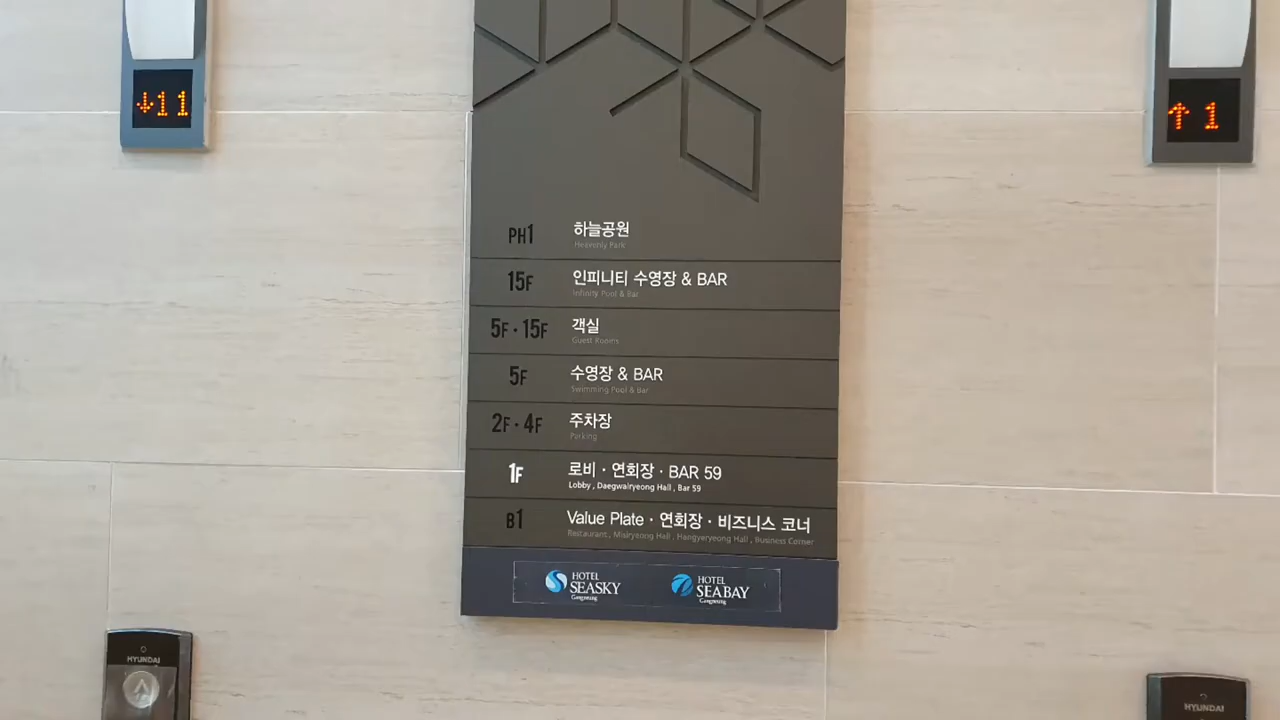 ↓11
↑ 1
PH1 하늘공원
Heavenly Park
15F 인피니티 수영장 & BAR
Infinity Pool & Bar
5F · 15F 객실
Guest Rooms
5F 수영장 & BAR
Swimming Pool & Bar
2F · 4F 주차장
Parking
1F 로비 · 연회장 · BAR 59
Lobby , Daegwalryeong Hall , Bar 59
B1 Value Plate · 연회장 · 비즈니스 코너
Restaurant , Misiryeong Hall , Hangyeryeong Hall , Business Corner
HOTEL SEASKY Gangneung
HOTEL SEABAY Gangneung
HYUNDAI
HYUNDAI